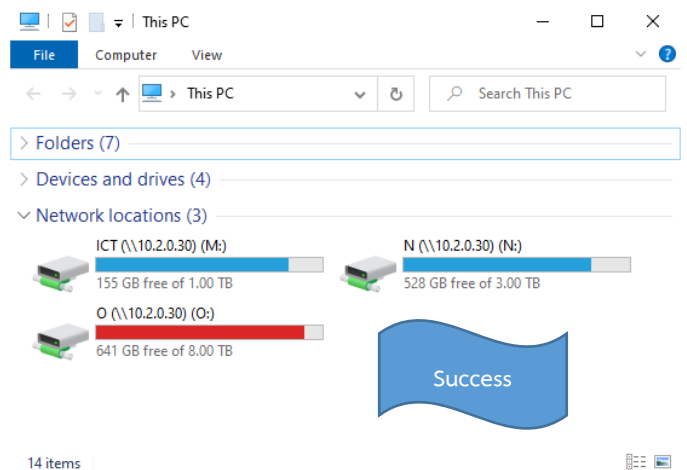 This PC
File Computer View
This PC Search This PC
Folders (7)
Devices and drives (4)
Network locations (3)
ICT (\\10.2.0.30) (M:)
155 GB free of 1.00 TB
N (\\10.2.0.30) (N:)
528 GB free of 3.00 TB
O (\\10.2.0.30) (O:)
641 GB free of 8.00 TB
Success
14 items